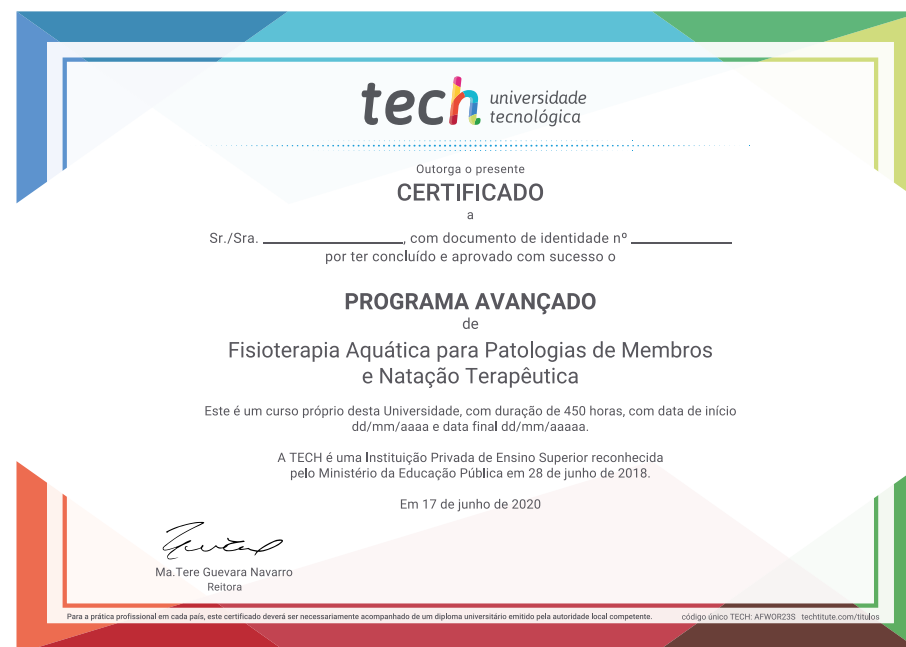 tech universidade
tecnológica
Outorga o presente
CERTIFICADO
a
Sr./Sra. ____________, com documento de identidade nº ____________
por ter concluído e aprovado com sucesso o
PROGRAMA AVANÇADO
de
Fisioterapia Aquática para Patologias de Membros
e Natação Terapêutica
Este é um curso próprio desta Universidade, com duração de 450 horas, com data de início
dd/mm/aaaa e data final dd/mm/aaaaa.
A TECH é uma Instituição Privada de Ensino Superior reconhecida
pelo Ministério da Educação Pública em 28 de junho de 2018.
Em 17 de junho de 2020
Ma.Tere Guevara Navarro
Reitora
Para a prática profissional em cada país, este certificado deverá ser necessariamente acompanhado de um diploma universitário emitido pela autoridade local competente. código único TECH: AFWOR23S techtitute.com/titulos